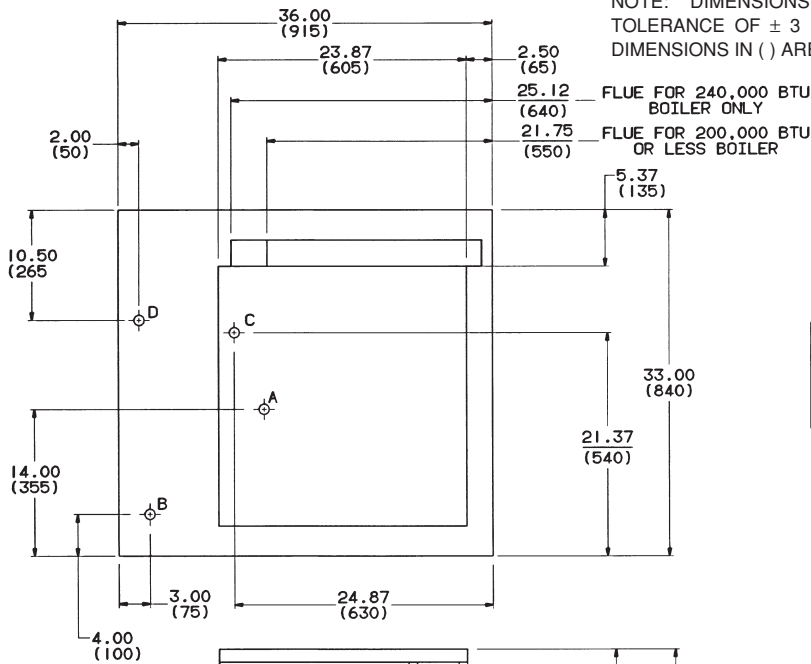 NOTE: DIMENSIONS
TOLERANCE OF ± 3
DIMENSIONS IN ( ) ARE
36.00
(915)
23.87
(605)
2.50
(65)
25.12
(640)
FLUE FOR 240,000 BTU
BOILER ONLY
21.75
(550)
FLUE FOR 200,000 BTU
OR LESS BOILER
2.00
(50)
5.37
(135)
10.50
(265
D
C
A
B
33.00
(840)
21.37
(540)
14.00
(355)
3.00
(75)
24.87
(630)
4.00
(100)